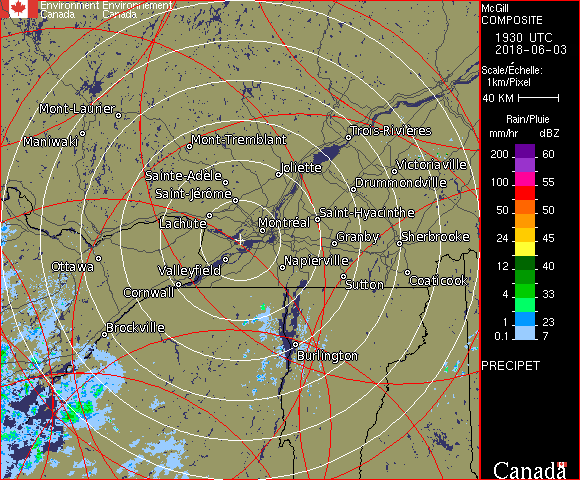 Environment Environnement
Canada Canada
McGill
COMPOSITE
1930 UTC
2018-06-03
Scale/Échelle:
1km/Pixel
40 KM
Rain/Pluie
mm/hr dBZ
200 60
100 55
50 50
24 45
12 40
4 33
1 23
0.1 7
PRECIPET
Canada
Mont-Laurier
Maniwaki
Mont-Tremblant
Trois-Rivières
Sainte-Adèle
Joliette
Victoriaville
Saint-Jérôme
Drummondville
Lachute
Montréal
Saint-Hyacinthe
Granby
Sherbrooke
Ottawa
Valleyfield
Napierville
Cornwall
Sutton
Coaticook
Brockville
Burlington